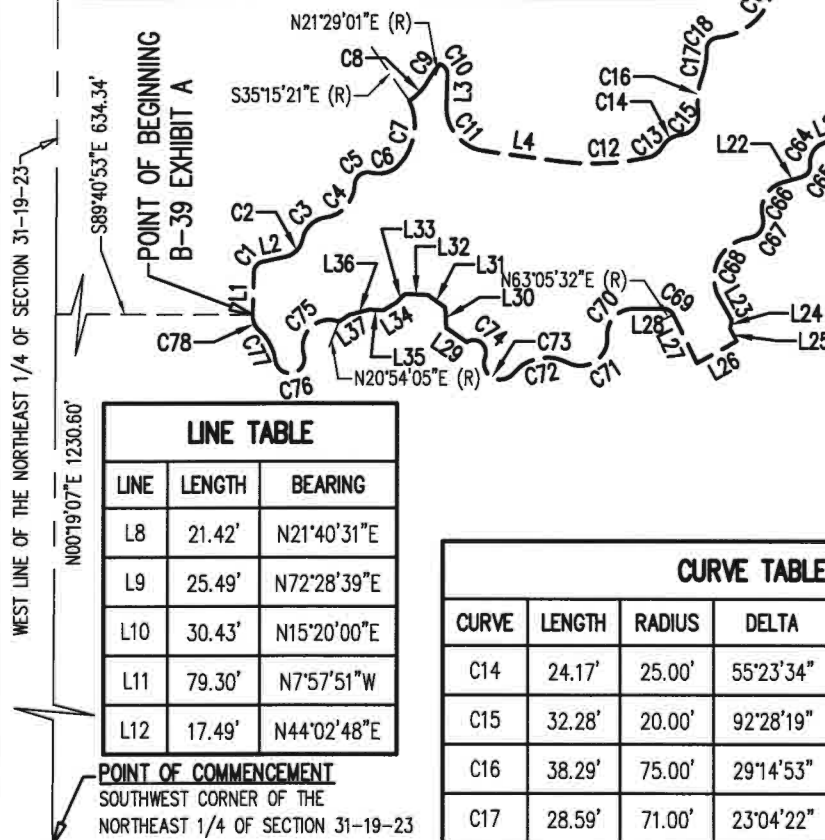 N21°29'01"E (R)
C8
C9
C10
L3
C18
C17
C16
S35°15'21"E (R)
C14
C15
C13
C7
C11
L4
C12
POINT OF BEGINNING
B-39 EXHIBIT A
S89°40'53"E 634.34'
WEST LINE OF THE NORTHEAST 1/4 OF SECTION 31-19-23
N00°19'07"E 1230.60'
C5
C6
C4
C3
C2
C1
L2
L1
L22
C64
C65
C66
C67
C68
L33
L32
L31
L36
L30
N63°05'32"E (R)
C70
C69
L23
L24
L25
L34
L37
L35
C75
C78
C77
C76
L29
C74
C73
C72
C71
L28
L27
L26
N20°54'05"E (R)
LINE TABLE
LINE LENGTH BEARING
L8 21.42' N21°40'31"E
L9 25.49' N72°28'39"E
L10 30.43' N15°20'00"E
L11 79.30' N7°57'51"W
L12 17.49' N44°02'48"E
CURVE TABLE
CURVE LENGTH RADIUS DELTA
C14 24.17' 25.00' 55°23'34"
C15 32.28' 20.00' 92°28'19"
C16 38.29' 75.00' 29°14'53"
C17 28.59' 71.00' 23°04'22"
POINT OF COMMENCEMENT
SOUTHWEST CORNER OF THE
NORTHEAST 1/4 OF SECTION 31-19-23